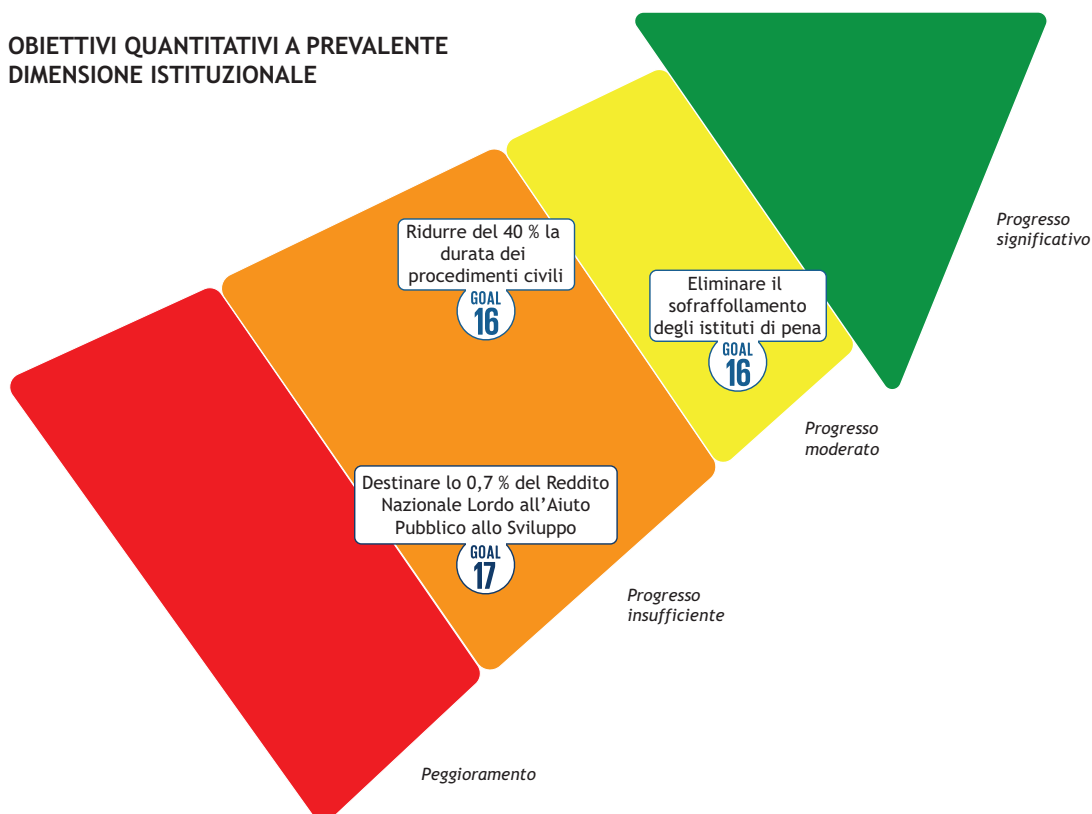 OBIETTIVI QUANTITATIVI A PREVALENTE
DIMENSIONE ISTITUZIONALE
Progresso
significativo
Ridurre del 40 % la
durata dei
procedimenti civili
GOAL
16
Eliminare il
sofraffollamento
degli istituti di pena
GOAL
16
Progresso
moderato
Destinare lo 0,7 % del Reddito
Nazionale Lordo all'Aiuto
Pubblico allo Sviluppo
GOAL
17
Progresso
insufficiente
Peggioramento